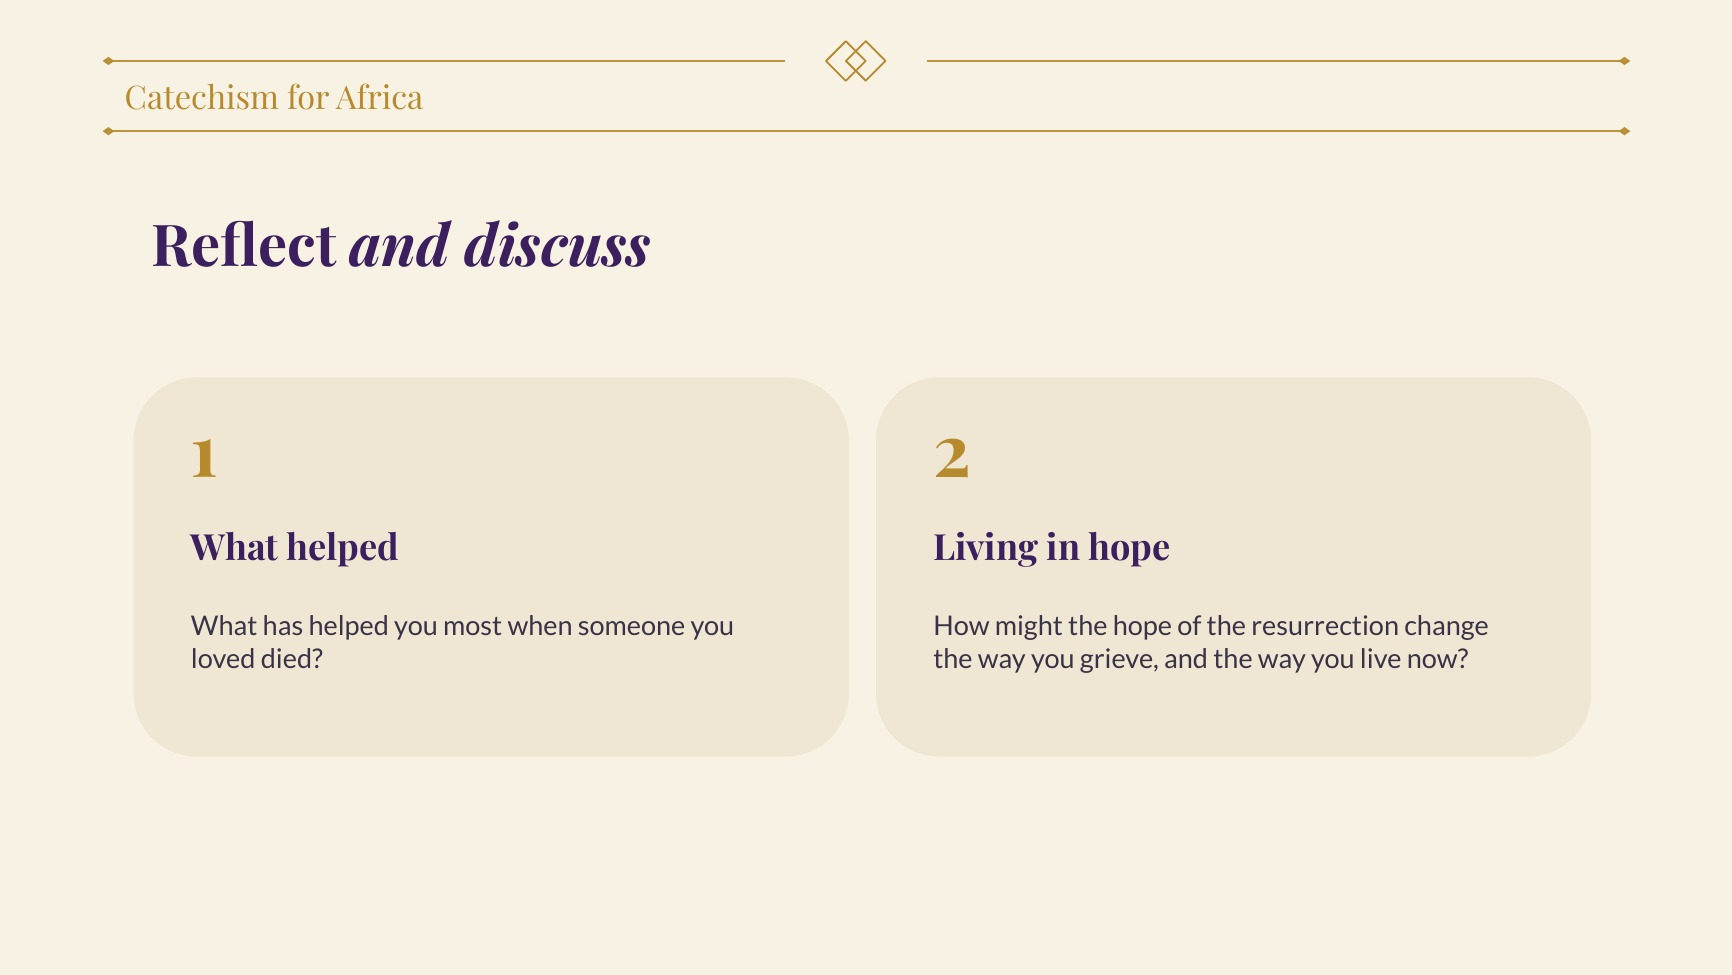 Catechism for Africa
Reflect and discuss
1
What helped
What has helped you most when someone you
loved died?
2
Living in hope
How might the hope of the resurrection change
the way you grieve, and the way you live now?